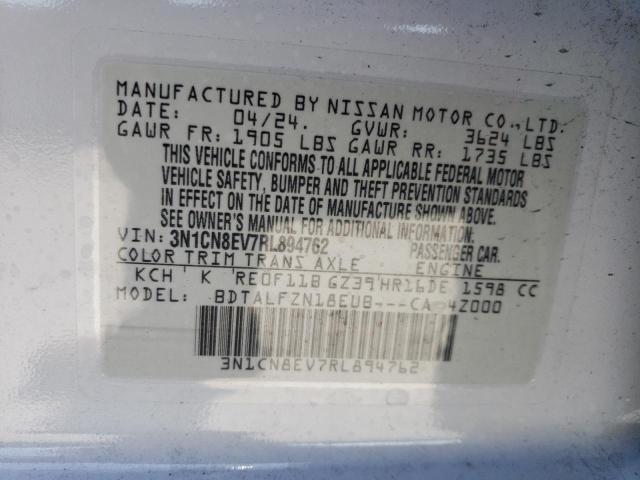 MANUFACTURED BY NISSAN MOTOR CO.,LTD.
DATE: 04/24. GVWR: 3624 LBS
GAWR FR: 1905 LBS GAWR RR: 1735 LBS
THIS VEHICLE CONFORMS TO ALL APPLICABLE FEDERAL MOTOR
VEHICLE SAFETY, BUMPER AND THEFT PREVENTION STANDARDS
IN EFFECT ON THE DATE OF MANUFACTURE SHOWN ABOVE.
SEE OWNER'S MANUAL FOR ADDITIONAL INFORMATION.
VIN: 3N1CN8EV7RL894762 PASSENGER CAR.
COLOR TRIM TRANS AXLE ENGINE
KCH K RE0F11B GZ39 HR16DE 1598 CC
MODEL: BDTALFZN18EUB---CA 4Z000
3N1CN8EV7RL894762